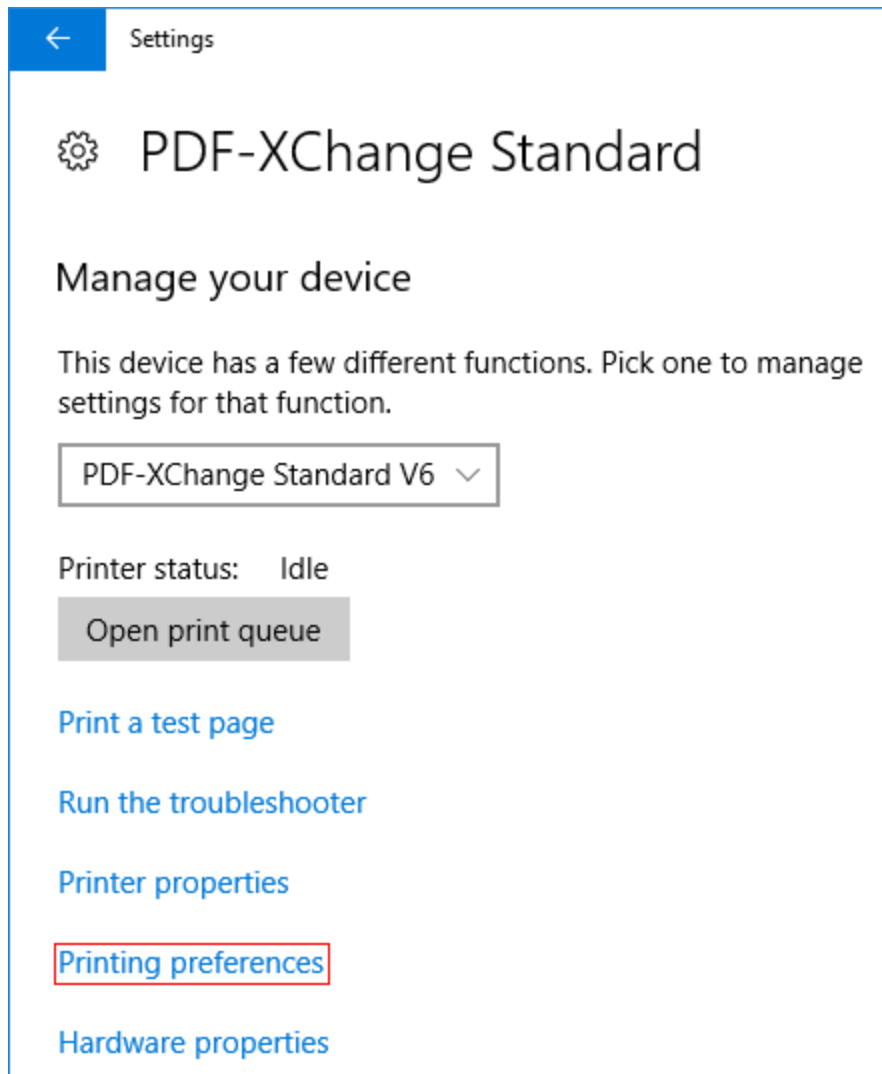 Settings
PDF-XChange Standard
Manage your device
This device has a few different functions. Pick one to manage
settings for that function.
PDF-XChange Standard V6
Printer status: Idle
Open print queue
Print a test page
Run the troubleshooter
Printer properties
Printing preferences
Hardware properties